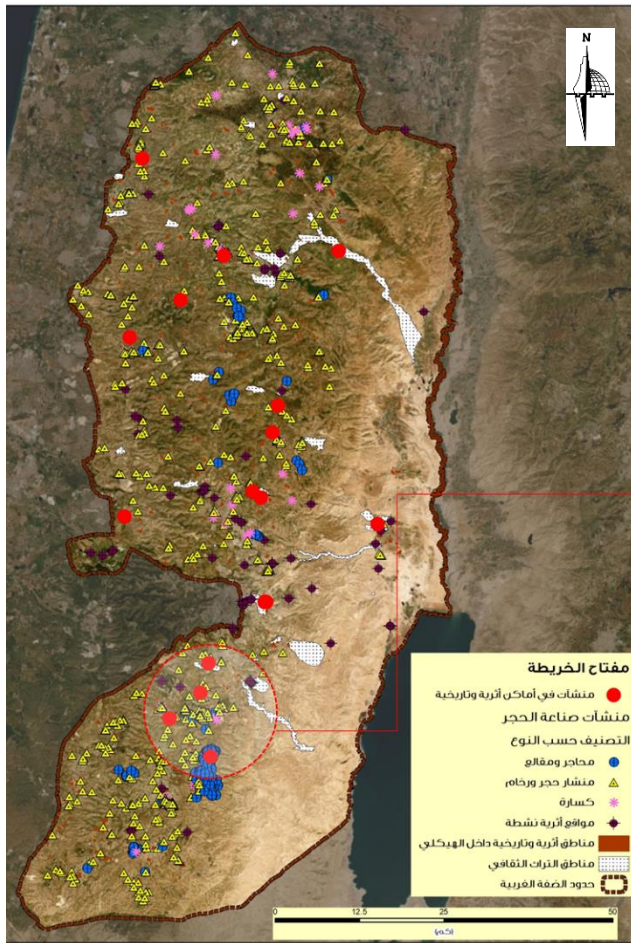 N
مفتاح الخريطة
منشآت في أماكن أثرية وتاريخية
منشآت صناعة الحجر
التصنيف حسب النوع
محاجر ومقالع
منشار حجر ورخام
كسارة
مواقع أثرية نشطة
مناطق أثرية وتاريخية داخل الهيكلي
مناطق التراث الثقافي
حدود الضفة الغربية
0 12.5 25 50
(كم)